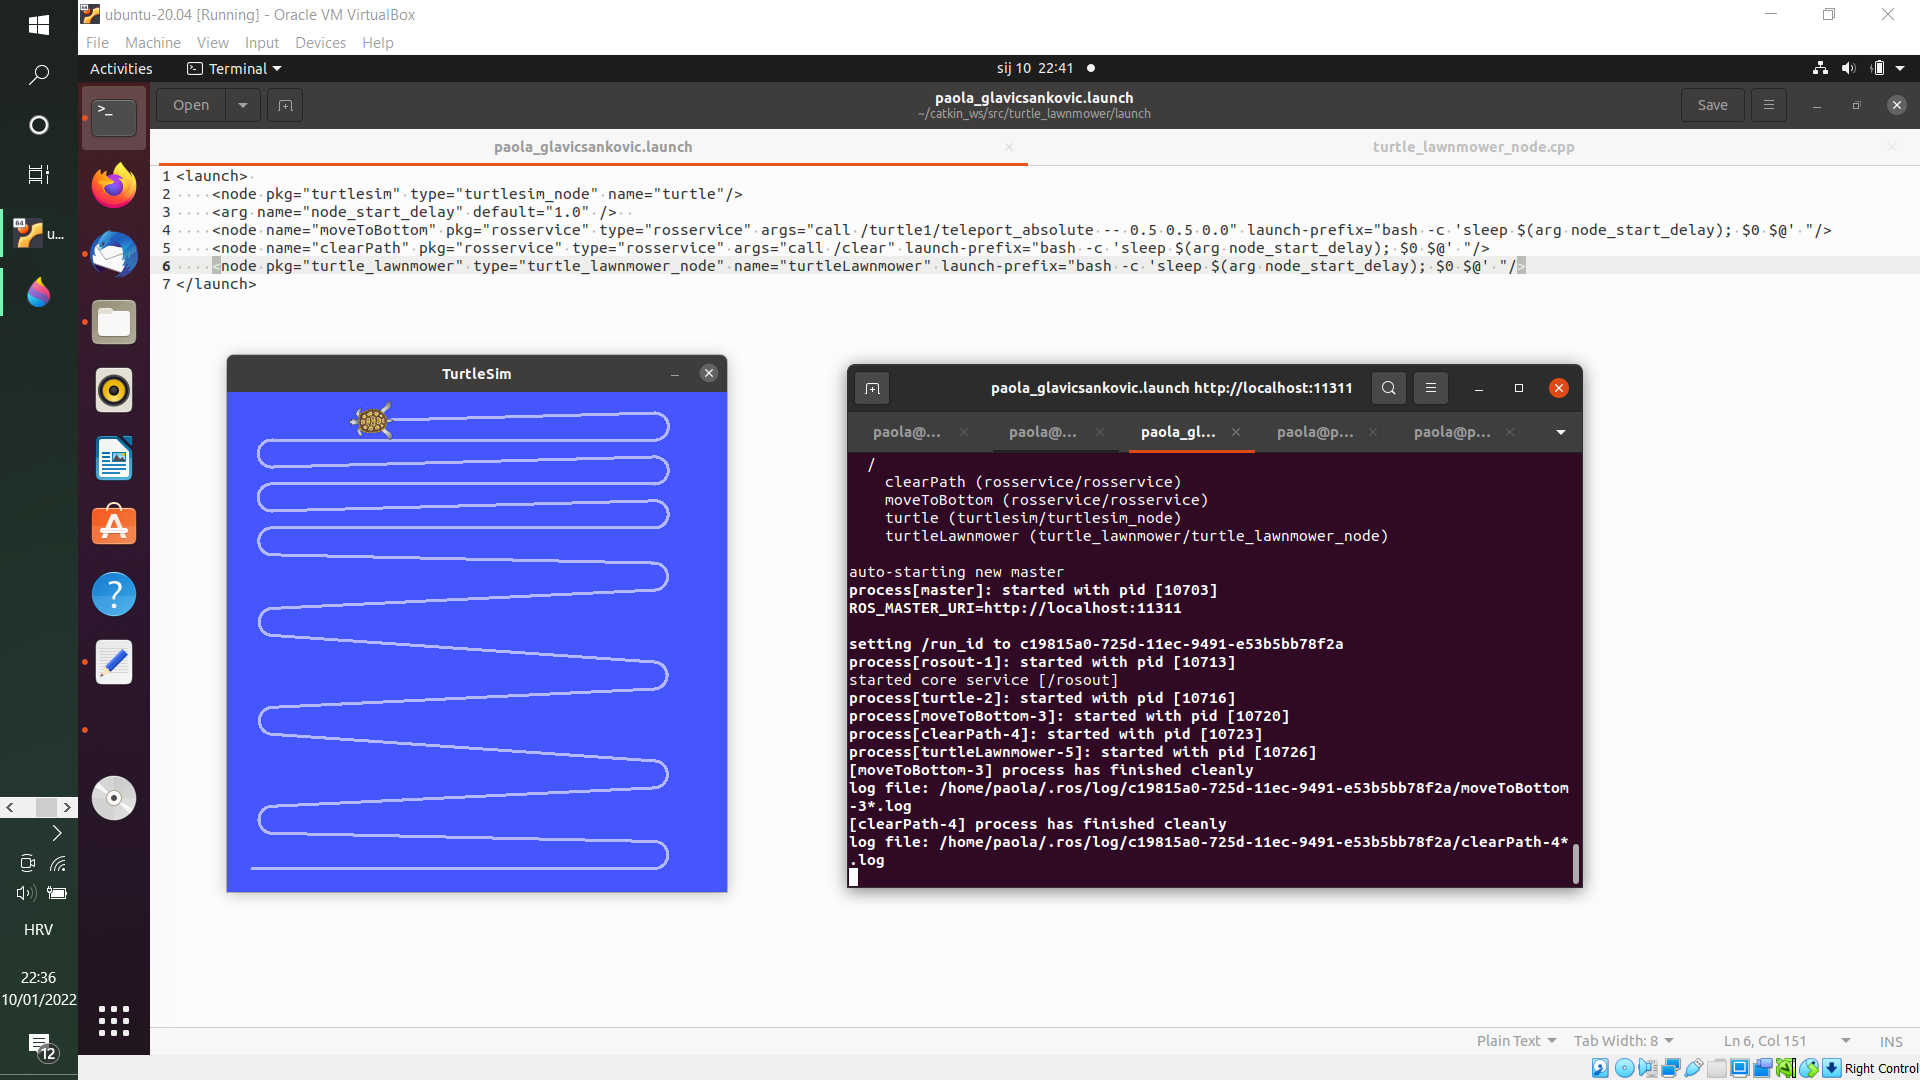 ubuntu-20.04 [Running] - Oracle VM VirtualBox
File Machine View Input Devices Help
Activities Terminal sij 10 22:41
Open paola_glavicsankovic.launch Save
~/catkin_ws/src/turtle_lawnmower/launch
paola_glavicsankovic.launch turtle_lawnmower_node.cpp
1 <launch>
2 <node pkg="turtlesim" type="turtlesim_node" name="turtle"/>
3 <arg name="node_start_delay" default="1.0" />
4 <node name="moveToBottom" pkg="rosservice" type="rosservice" args="call /turtle1/teleport_absolute -- 0.5 0.5 0.0" launch-prefix="bash -c 'sleep $(arg node_start_delay); $0 $@' "/>
5 <node name="clearPath" pkg="rosservice" type="rosservice" args="call /clear" launch-prefix="bash -c 'sleep $(arg node_start_delay); $0 $@' "/>
6 <node pkg="turtle_lawnmower" type="turtle_lawnmower_node" name="turtleLawnmower" launch-prefix="bash -c 'sleep $(arg node_start_delay); $0 $@' "/>
7 </launch>
TurtleSim
paola_glavicsankovic.launch http://localhost:11311
paola@... paola@... paola_gl... paola@p... paola@p...
/
clearPath (rosservice/rosservice)
moveToBottom (rosservice/rosservice)
turtle (turtlesim/turtlesim_node)
turtleLawnmower (turtle_lawnmower/turtle_lawnmower_node)
auto-starting new master
process[master]: started with pid [10703]
ROS_MASTER_URI=http://localhost:11311
setting /run_id to c19815a0-725d-11ec-9491-e53b5bb78f2a
process[rosout-1]: started with pid [10713]
started core service [/rosout]
process[turtle-2]: started with pid [10716]
process[moveToBottom-3]: started with pid [10720]
process[clearPath-4]: started with pid [10723]
process[turtleLawnmower-5]: started with pid [10726]
[moveToBottom-3] process has finished cleanly
log file: /home/paola/.ros/log/c19815a0-725d-11ec-9491-e53b5bb78f2a/moveToBottom
-3*.log
[clearPath-4] process has finished cleanly
log file: /home/paola/.ros/log/c19815a0-725d-11ec-9491-e53b5bb78f2a/clearPath-4*
.log
64 u...
HRV
22:36
10/01/2022
12
Plain Text Tab Width: 8 Ln 6, Col 151 INS
Right Control